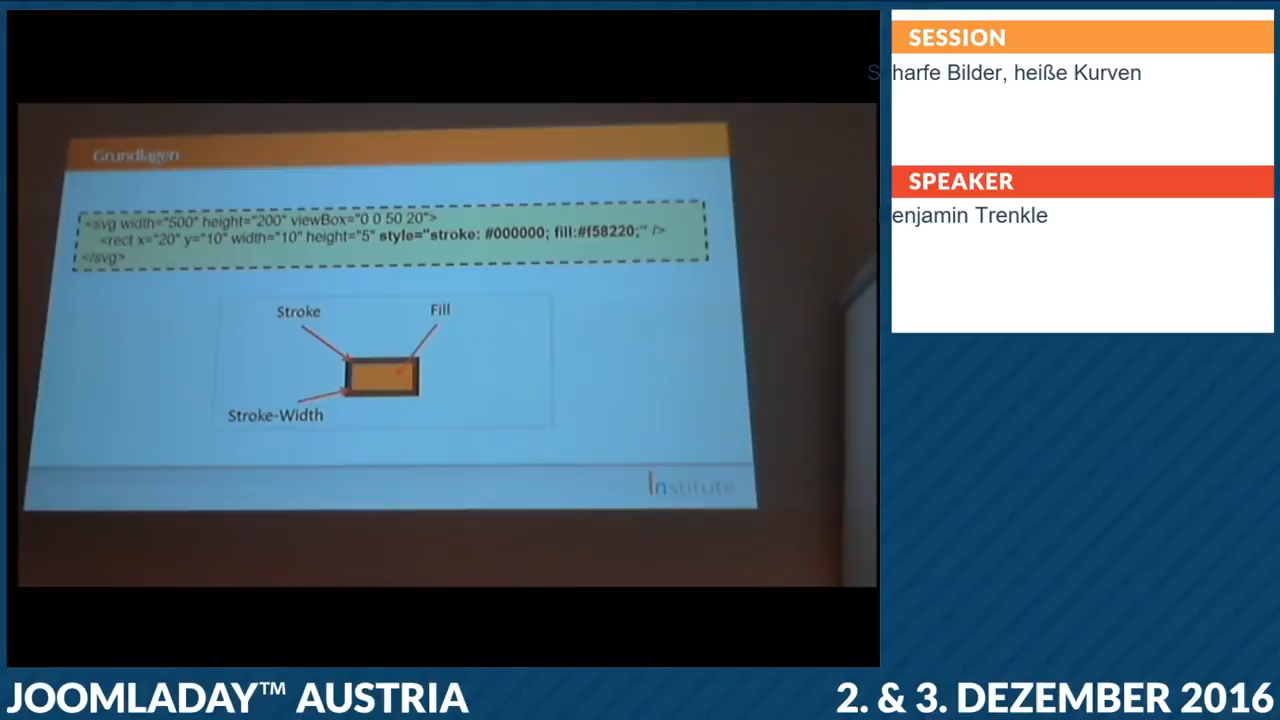 SESSION
Scharfe Bilder, heiße Kurven
SPEAKER
Benjamin Trenkle
Grundlagen
<svg width="500" height="200" viewBox="0 0 50 20">
<rect x="20" y="10" width="10" height="5" style="stroke: #000000; fill:#f58220;" />
</svg>
Stroke
Fill
Stroke-Width
Institute
JOOMLADAY™ AUSTRIA
2. & 3. DEZEMBER 2016